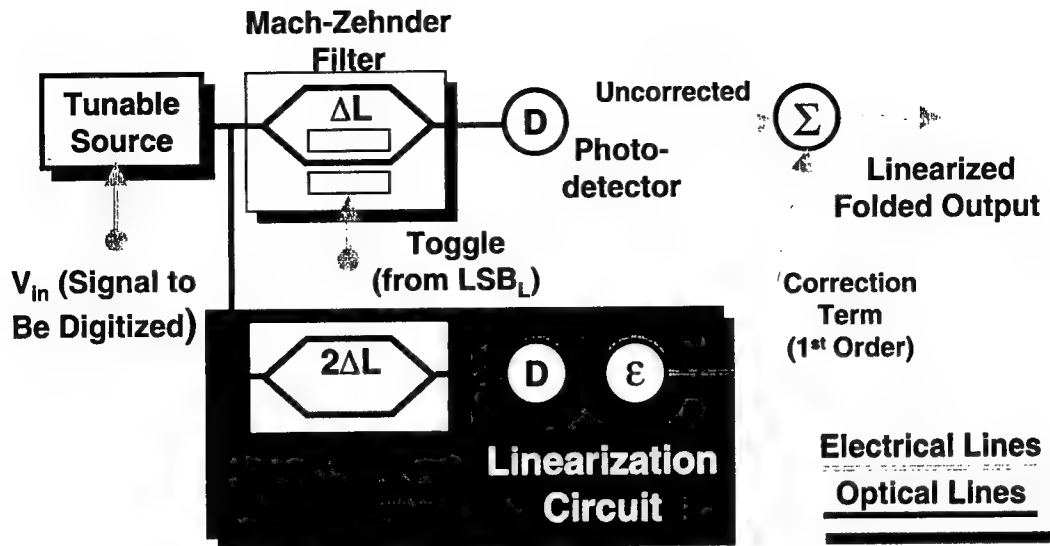 Mach-Zehnder
Filter
Tunable
Source
ΔL
D
Uncorrected
Σ
Photo-
detector
Linearized
Folded Output
Toggle
(from LSB_L)
V_in (Signal to
Be Digitized)
Correction
Term
(1st Order)
2ΔL
D
ε
Linearization
Circuit
Electrical Lines
Optical Lines